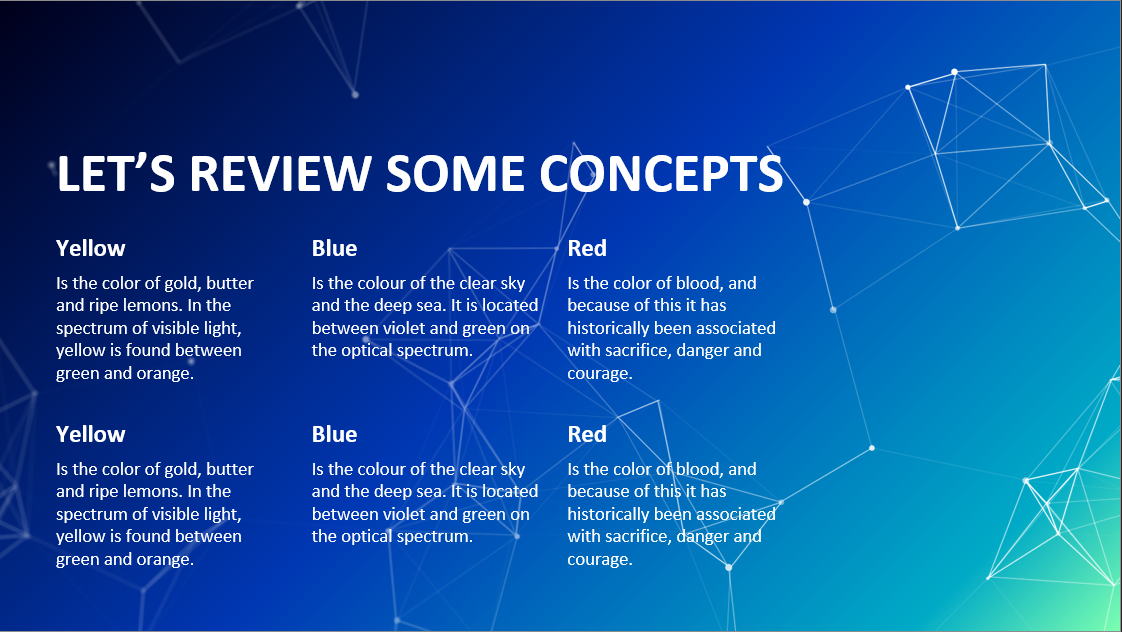 LET’S REVIEW SOME CONCEPTS
Yellow
Is the color of gold, butter
and ripe lemons. In the
spectrum of visible light,
yellow is found between
green and orange.
Blue
Is the colour of the clear sky
and the deep sea. It is located
between violet and green on
the optical spectrum.
Red
Is the color of blood, and
because of this it has
historically been associated
with sacrifice, danger and
courage.
Yellow
Is the color of gold, butter
and ripe lemons. In the
spectrum of visible light,
yellow is found between
green and orange.
Blue
Is the colour of the clear sky
and the deep sea. It is located
between violet and green on
the optical spectrum.
Red
Is the color of blood, and
because of this it has
historically been associated
with sacrifice, danger and
courage.